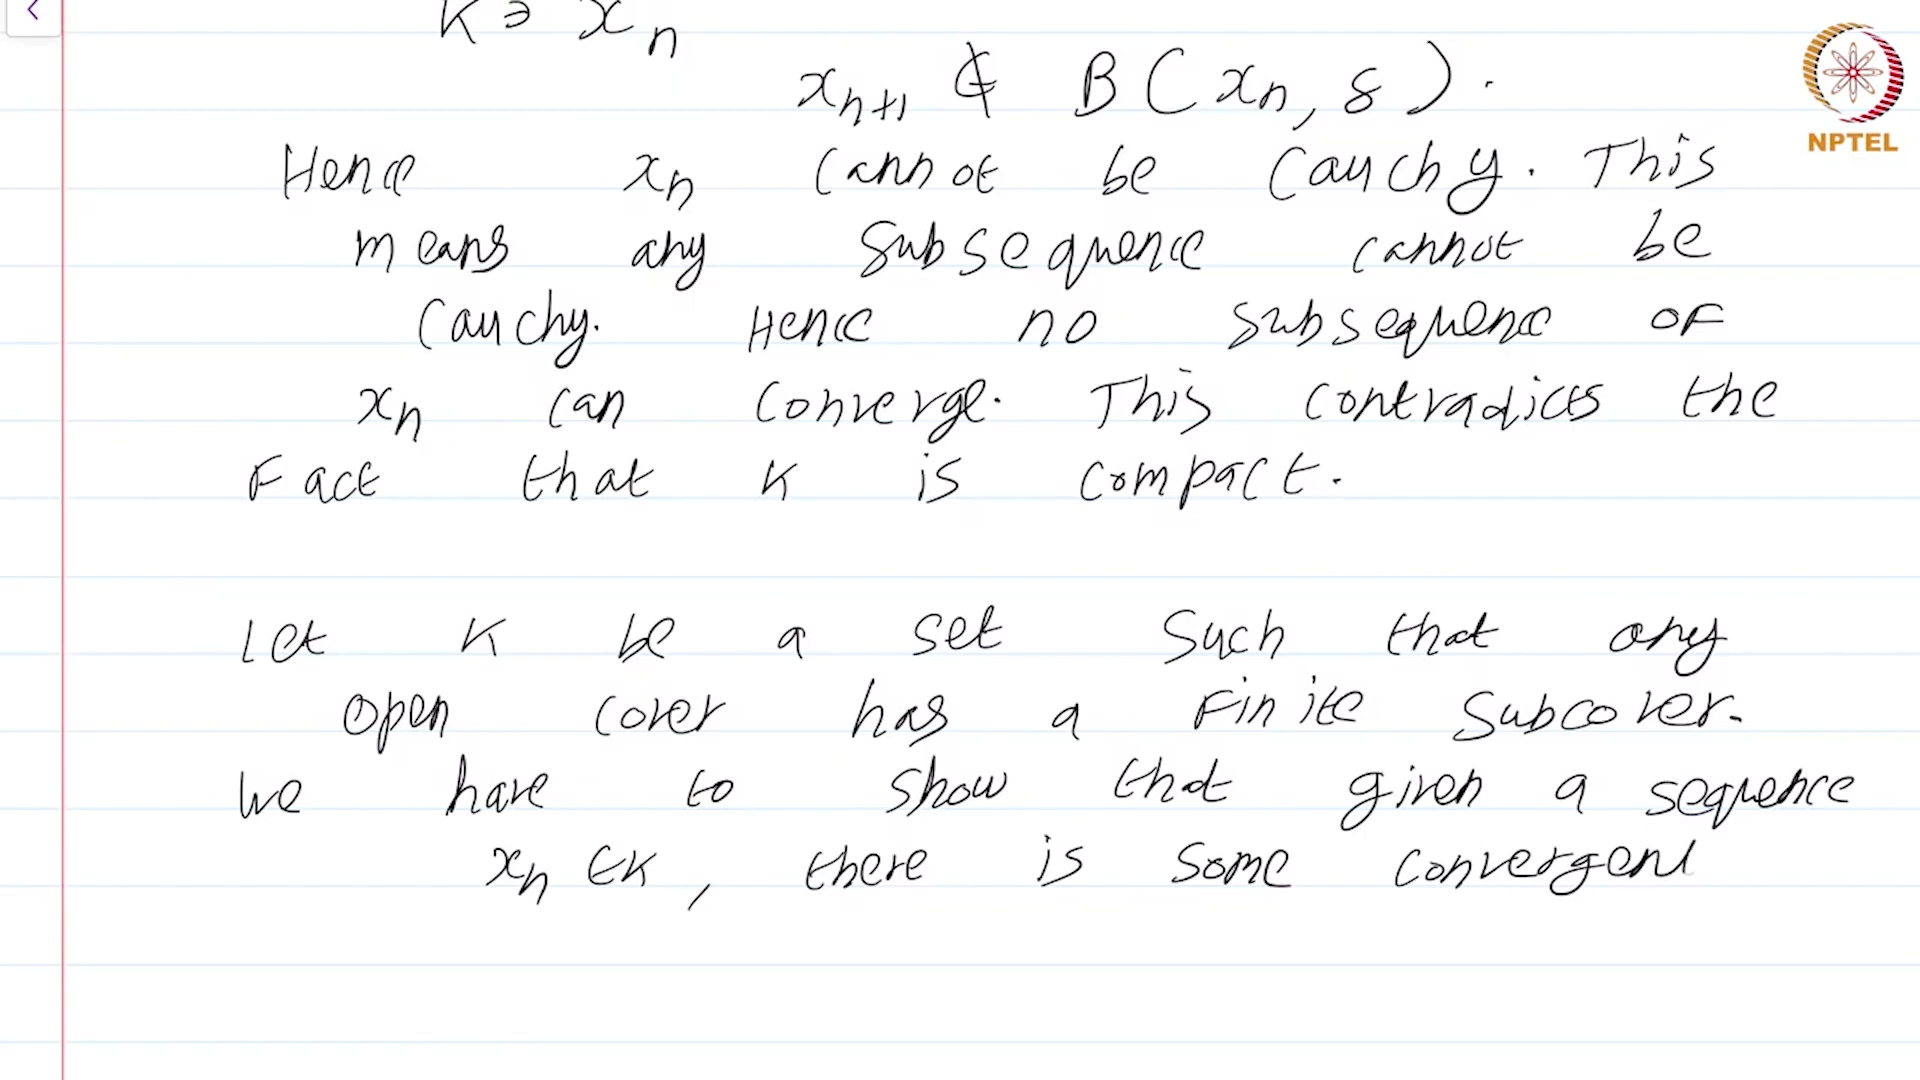 K ∋ xₙ
xₙ₊₁ ∉ B(xₙ, δ).
NPTEL
Hence xₙ cannot be Cauchy. This
means any subsequence cannot be
Cauchy. Hence no subsequence of
xₙ can converge. This contradicts the
Fact that K is compact.
Let K be a set such that any
open cover has a Finite subcover.
We have to show that given a sequence
xₙ ∈ K, there is some convergent